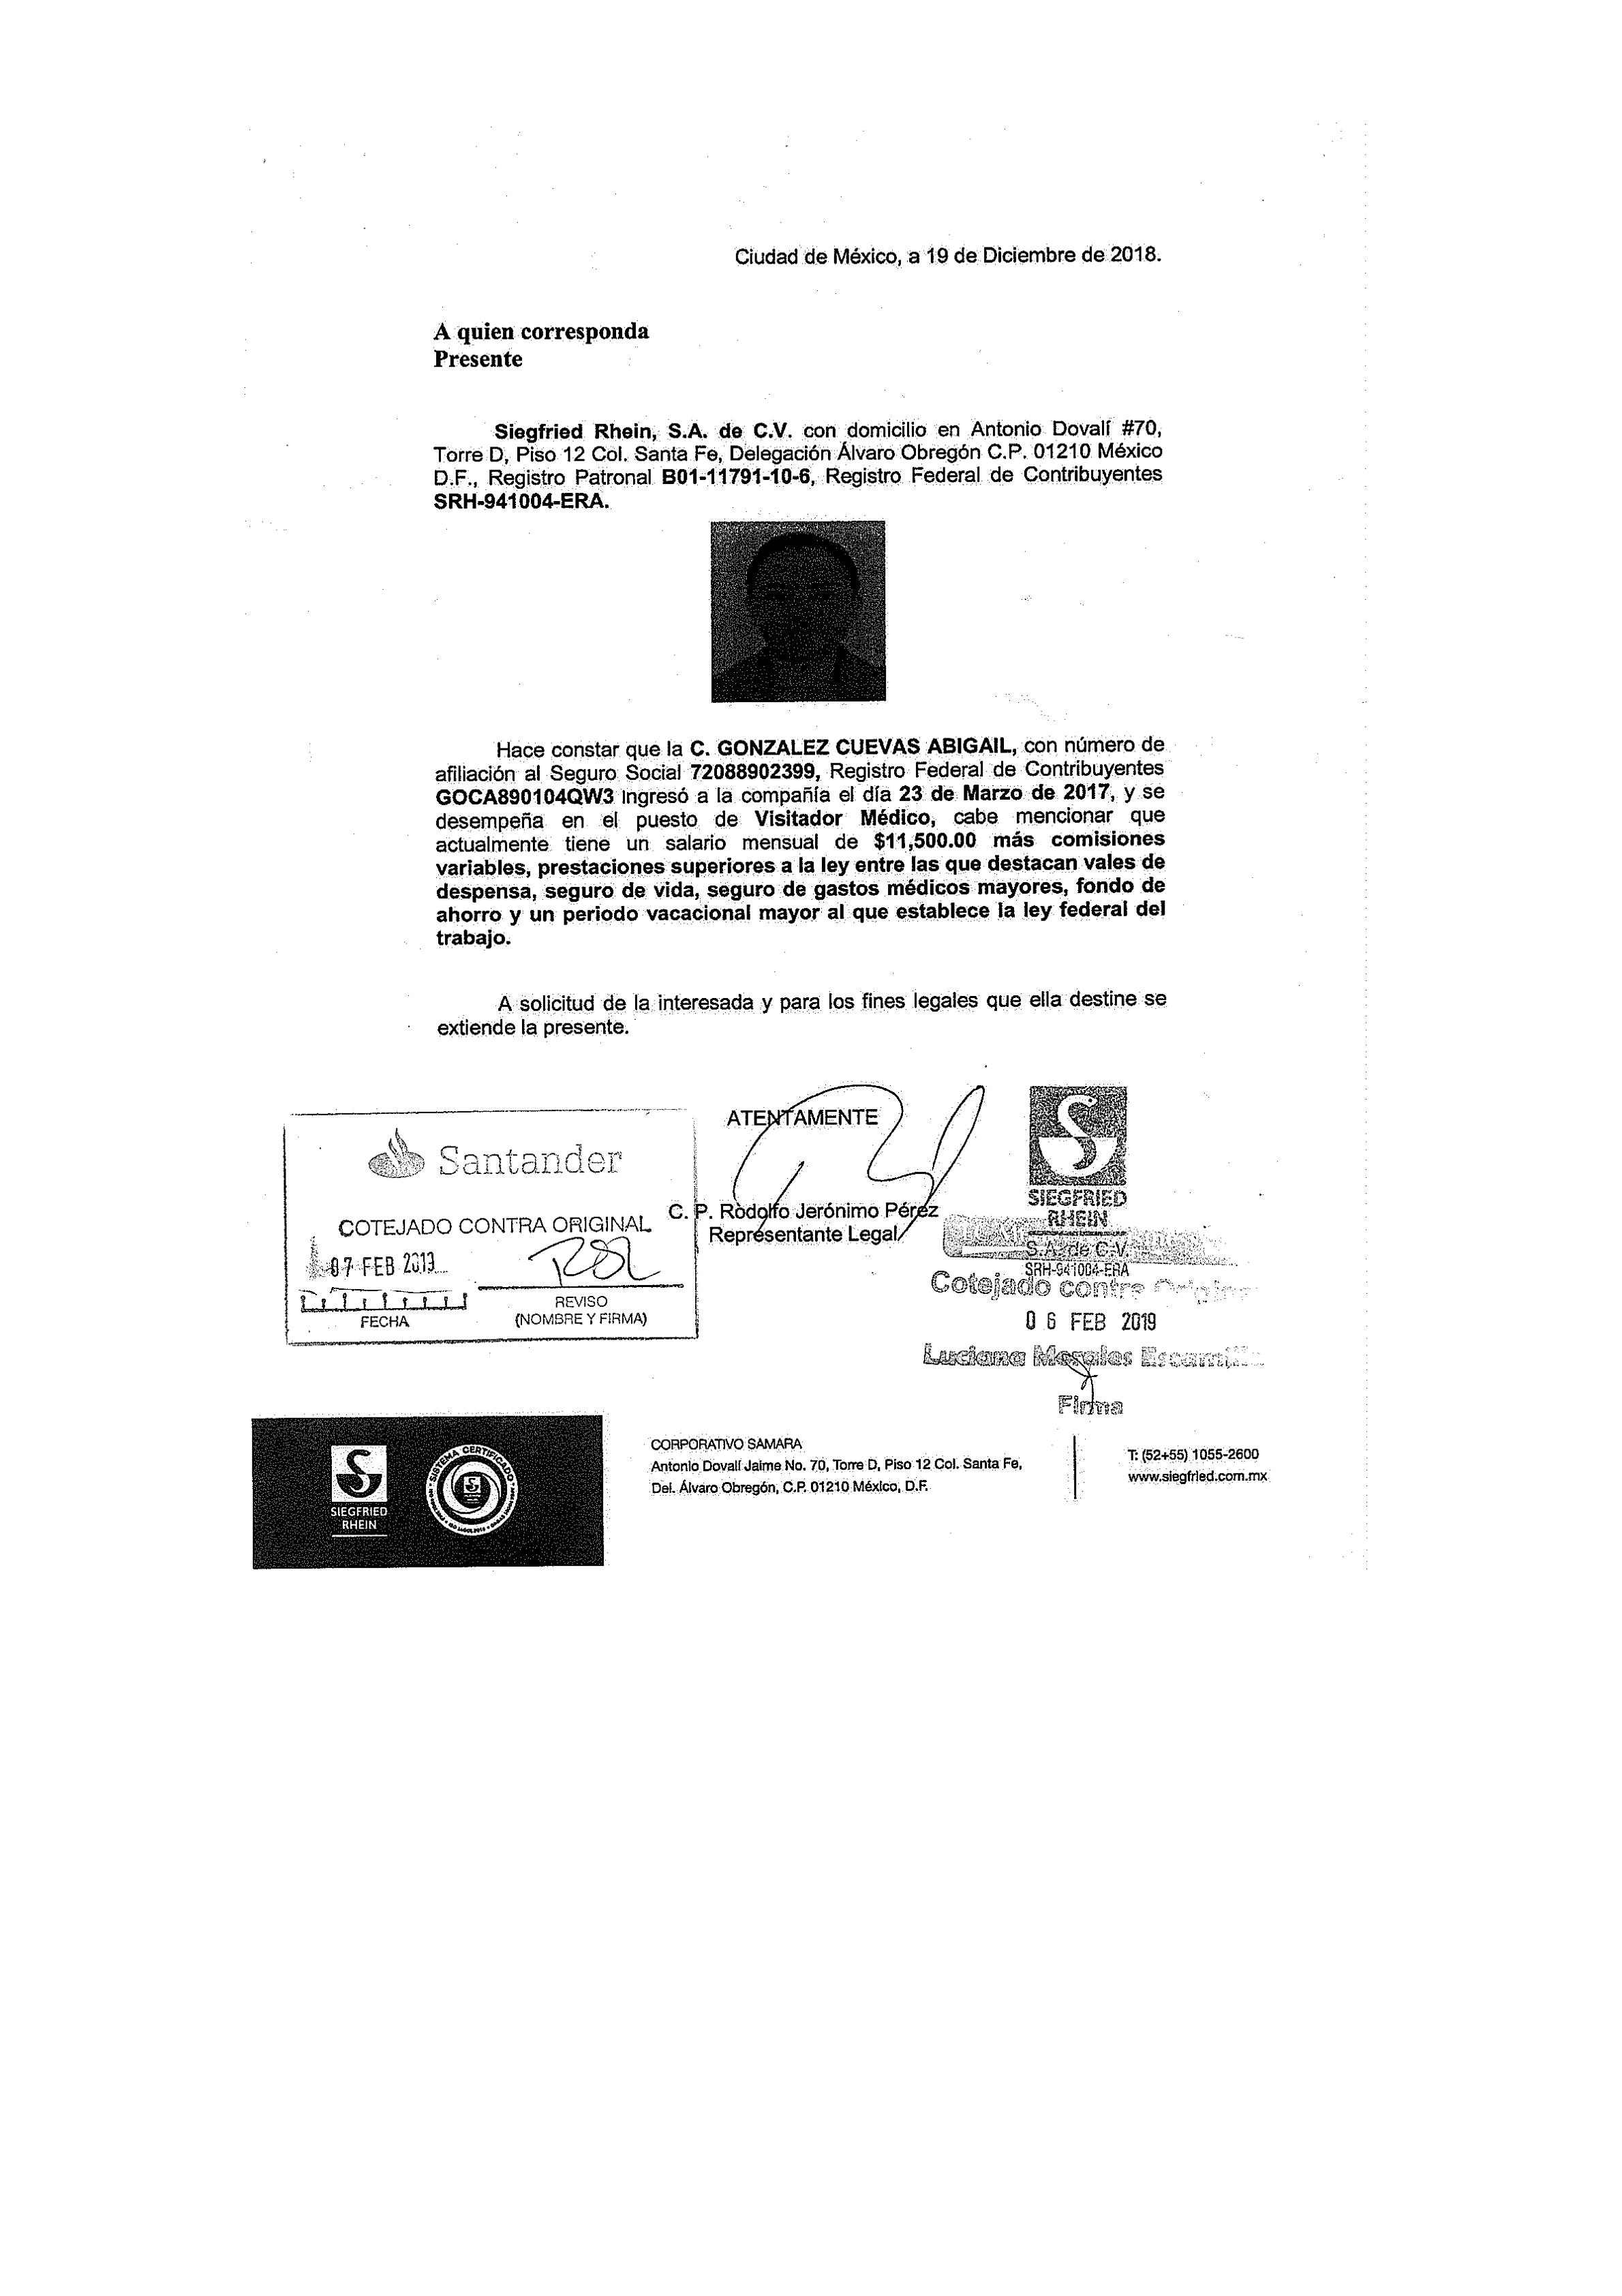 Ciudad de México, a 19 de Diciembre de 2018.
A quien corresponda
Presente
Siegfried Rhein, S.A. de C.V. con domicilio en Antonio Dovalí #70,
Torre D, Piso 12 Col. Santa Fe, Delegación Álvaro Obregón C.P. 01210 México
D.F., Registro Patronal B01-11791-10-6, Registro Federal de Contribuyentes
SRH-941004-ERA.
Hace constar que la C. GONZALEZ CUEVAS ABIGAIL, con número de
afiliación al Seguro Social 72088902399, Registro Federal de Contribuyentes
GOCA890104QW3 ingresó a la compañía el día 23 de Marzo de 2017, y se
desempeña en el puesto de Visitador Médico, cabe mencionar que
actualmente tiene un salario mensual de $11,500.00 más comisiones
variables, prestaciones superiores a la ley entre las que destacan vales de
despensa, seguro de vida, seguro de gastos médicos mayores, fondo de
ahorro y un periodo vacacional mayor al que establece la ley federal del
trabajo.
A solicitud de la interesada y para los fines legales que ella destine se
extiende la presente.
ATENTAMENTE
C. P. Rodolfo Jerónimo Pérez
Representante Legal
Santander
COTEJADO CONTRA ORIGINAL
07 FEB 2019
FECHA
REVISO
(NOMBRE Y FIRMA)
SIEGFRIED
RHEIN
S.A. de C.V.
SRH-941004-ERA
Cotejado contra
06 FEB 2019
Luciano Morales
Firma
SIEGFRIED
RHEIN
SISTEMA CERTIFICADO
CORPORATIVO SAMARA
Antonio Dovalí Jaime No. 70, Torre D, Piso 12 Col. Santa Fe,
Del. Álvaro Obregón, C.P. 01210 México, D.F.
T: (52+55) 1055-2600
www.siegfried.com.mx